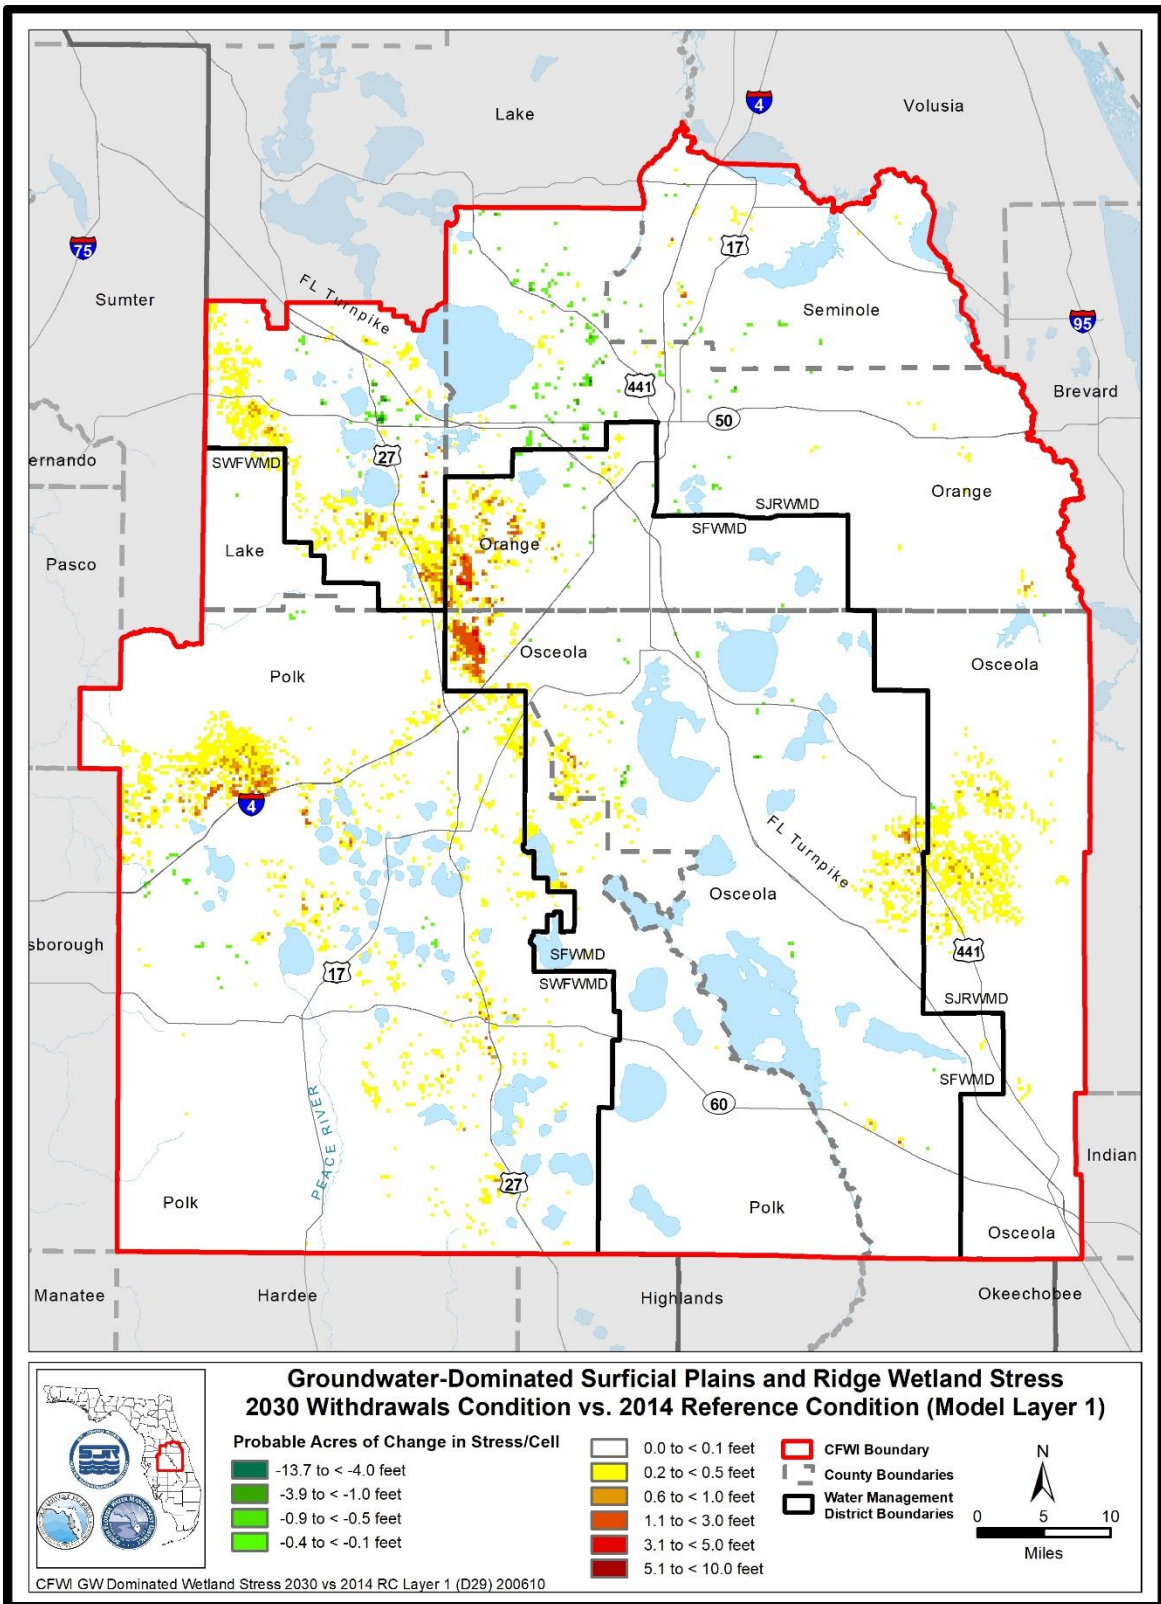 Lake
4
Volusia
75
17
Sumter
FL Turnpike
Seminole
95
441
Brevard
50
27
ernando
SWFWMD
Orange
SJRWMD
SFWMD
Lake
Orange
Pasco
Osceola
Osceola
Polk
4
FL Turnpike
Osceola
sborough
441
17
SFWMD
SWFWMD
SJRWMD
SFWMD
60
PEACE RIVER
Indian
27
Polk
Polk
Osceola
Manatee
Hardee
Highlands
Okeechobee
Groundwater-Dominated Surficial Plains and Ridge Wetland Stress
2030 Withdrawals Condition vs. 2014 Reference Condition (Model Layer 1)
Probable Acres of Change in Stress/Cell
-13.7 to < -4.0 feet
-3.9 to < -1.0 feet
-0.9 to < -0.5 feet
-0.4 to < -0.1 feet
0.0 to < 0.1 feet
0.2 to < 0.5 feet
0.6 to < 1.0 feet
1.1 to < 3.0 feet
3.1 to < 5.0 feet
5.1 to < 10.0 feet
CFWI Boundary
County Boundaries
Water Management
District Boundaries
N
0 5 10
Miles
SJR
CFWI GW Dominated Wetland Stress 2030 vs 2014 RC Layer 1 (D29) 200610